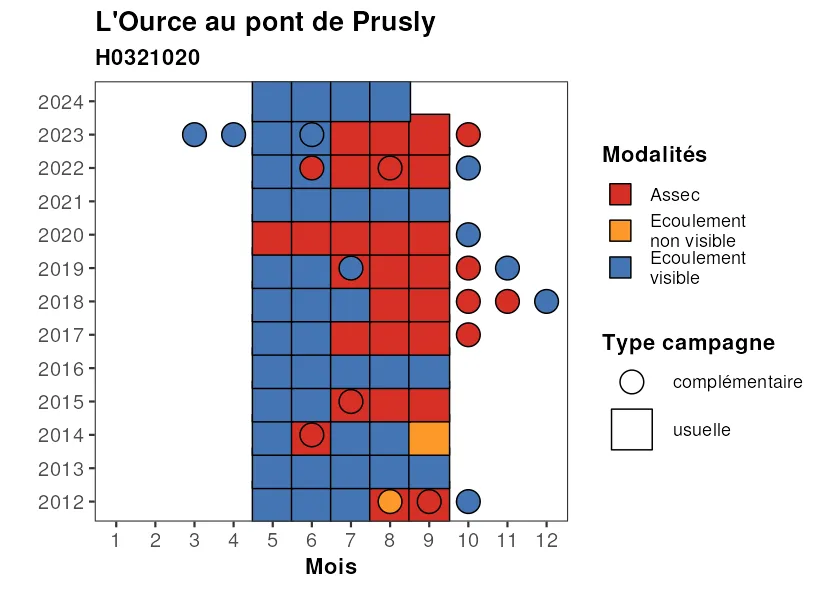 L'Ource au pont de Prusly
H0321020
2024
2023
2022
2021
2020
2019
2018
2017
2016
2015
2014
2013
2012
1 2 3 4 5 6 7 8 9 10 11 12
Mois
Modalités
Assec
Ecoulement
non visible
Ecoulement
visible
Type campagne
complémentaire
usuelle